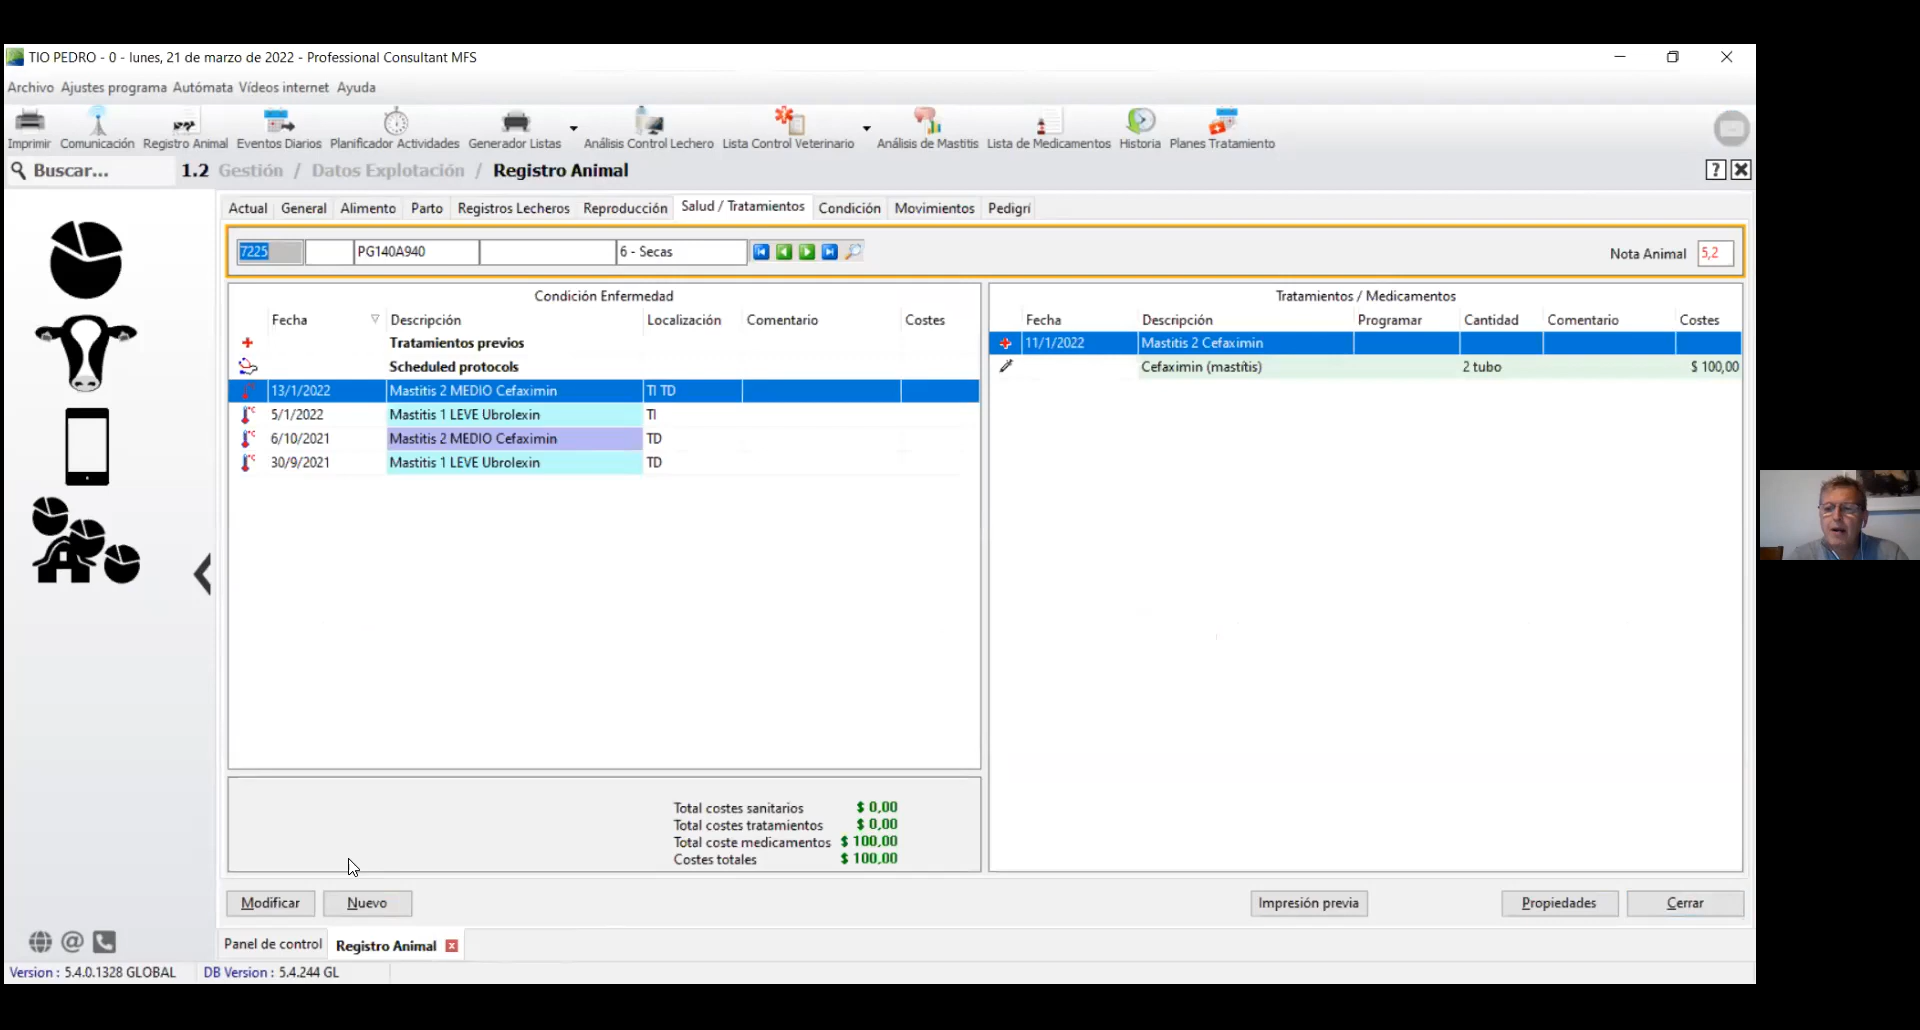 TIO PEDRO - 0 - lunes, 21 de marzo de 2022 - Professional Consultant MFS
Archivo Ajustes programa Autómata Vídeos internet Ayuda
Imprimir Comunicación Registro Animal Eventos Diarios Planificador Actividades Generador Listas Análisis Control Lechero Lista Control Veterinario Análisis de Mastitis Lista de Medicamentos Historia Planes Tratamiento
Buscar... 1.2 Gestión / Datos Explotación / Registro Animal ?
Actual General Alimento Parto Registros Lecheros Reproducción Salud / Tratamientos Condición Movimientos Pedigrí
7225 PG140A940 6 - Secas Nota Animal 5,2
Condición Enfermedad
Fecha Descripción Localización Comentario Costes
Tratamientos previos
Scheduled protocols
13/1/2022 Mastitis 2 MEDIO Cefaximin TI TD
5/1/2022 Mastitis 1 LEVE Ubrolexin TI
6/10/2021 Mastitis 2 MEDIO Cefaximin TD
30/9/2021 Mastitis 1 LEVE Ubrolexin TD
Total costes sanitarios $ 0,00
Total costes tratamientos $ 0,00
Total coste medicamentos $ 100,00
Costes totales $ 100,00
Tratamientos / Medicamentos
Fecha Descripción Programar Cantidad Comentario Costes
11/1/2022 Mastitis 2 Cefaximin
Cefaximin (mastítis) 2 tubo $ 100,00
Modificar Nuevo Impresión previa Propiedades Cerrar
Panel de control Registro Animal
Version : 5.4.0.1328 GLOBAL DB Version : 5.4.244 GL